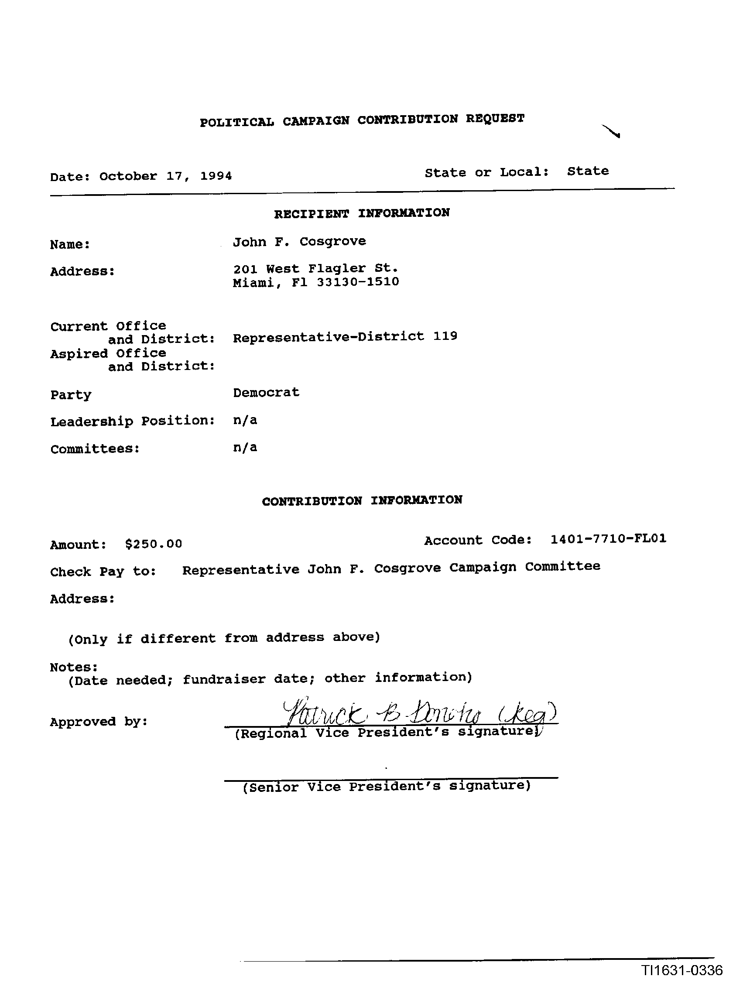 POLITICAL CAMPAIGN CONTRIBUTION REQUEST
Date: October 17, 1994 State or Local: State
RECIPIENT INFORMATION
Name: John F. Cosgrove
Address: 201 West Flagler St.
Miami, Fl 33130-1510
Current Office
and District: Representative-District 119
Aspired Office
and District:
Party Democrat
Leadership Position: n/a
Committees: n/a
CONTRIBUTION INFORMATION
Amount: $250.00 Account Code: 1401-7710-FL01
Check Pay to: Representative John F. Cosgrove Campaign Committee
Address:
(Only if different from address above)
Notes:
(Date needed; fundraiser date; other information)
Approved by: Patrick B.
(Regional Vice President's signature)
(Senior Vice President's signature)
TI1631-0336